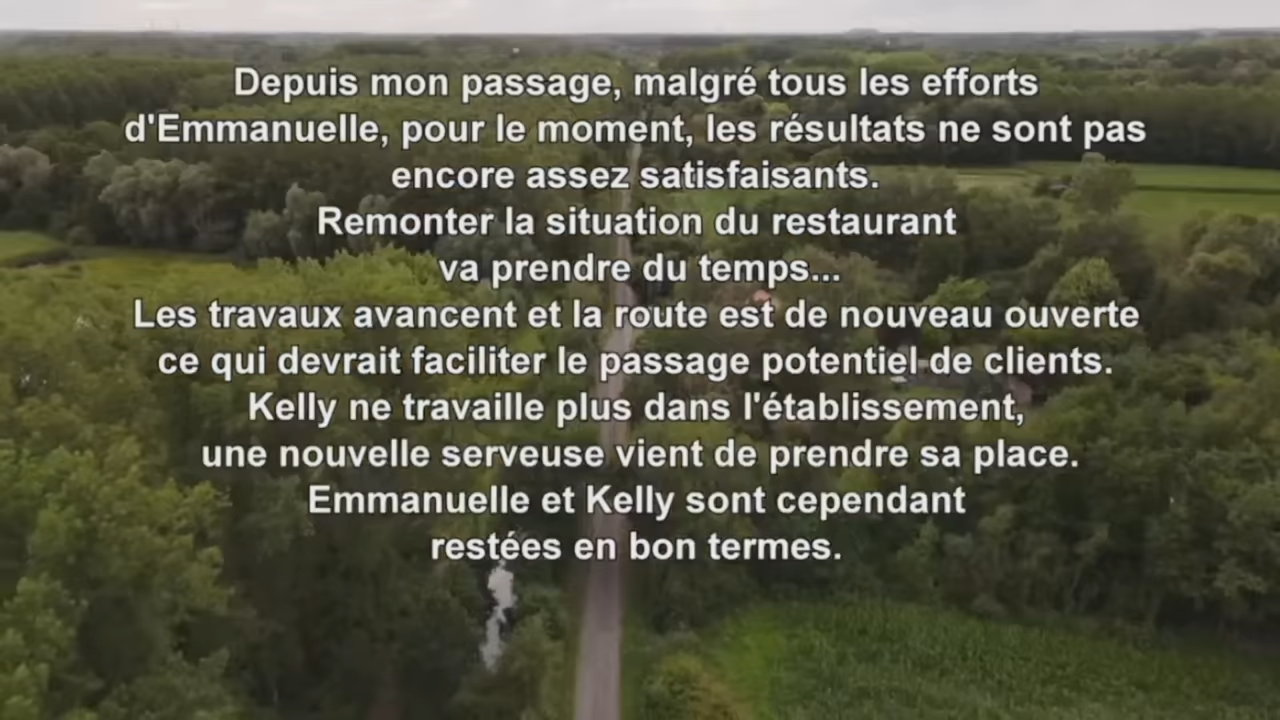 Depuis mon passage, malgré tous les efforts
d'Emmanuelle, pour le moment, les résultats ne sont pas
encore assez satisfaisants.
Remonter la situation du restaurant
va prendre du temps...
Les travaux avancent et la route est de nouveau ouverte
ce qui devrait faciliter le passage potentiel de clients.
Kelly ne travaille plus dans l'établissement,
une nouvelle serveuse vient de prendre sa place.
Emmanuelle et Kelly sont cependant
restées en bon termes.